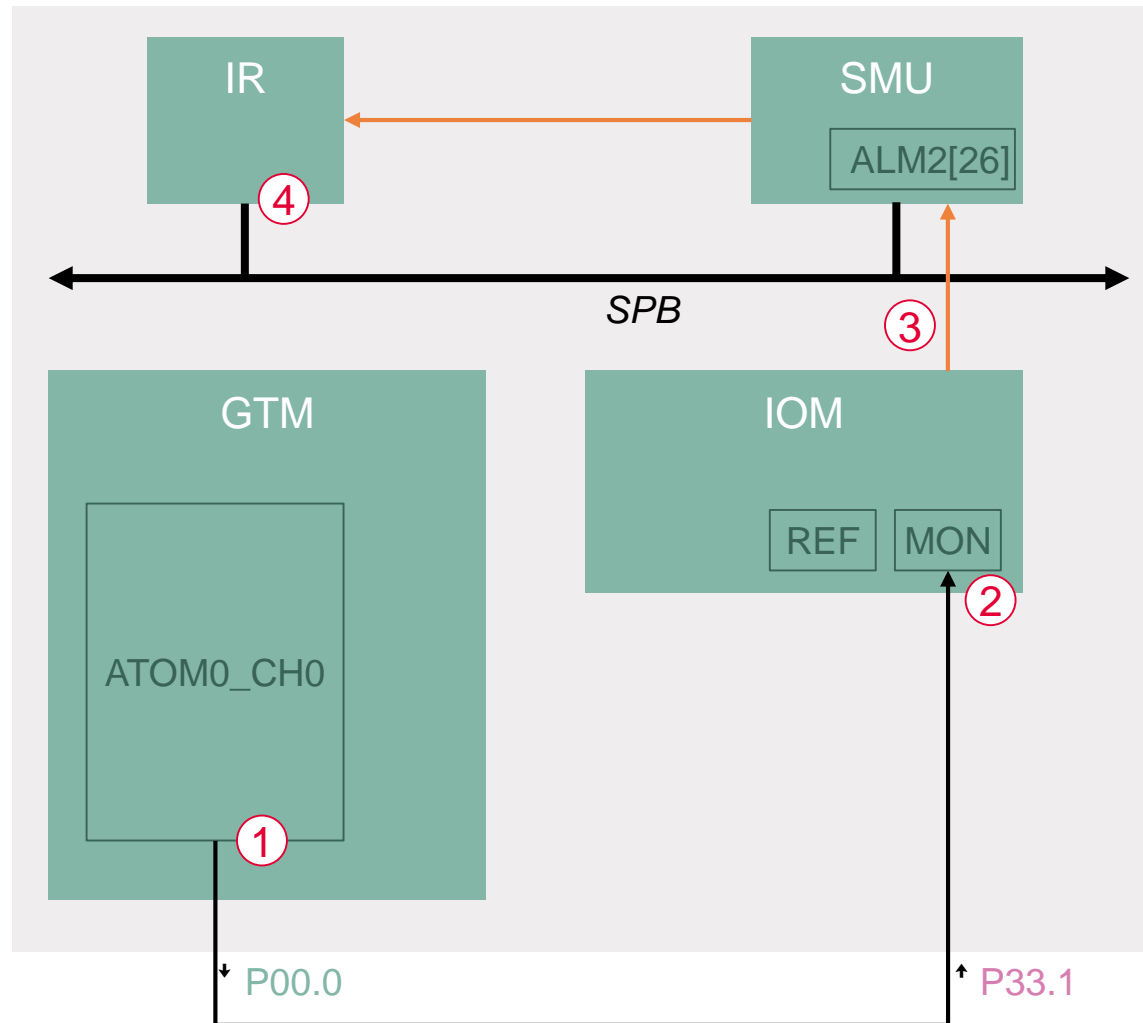 IR
SMU
ALM2[26]
4
SPB
3
GTM
IOM
REF
MON
2
ATOM0_CH0
1
P00.0
P33.1